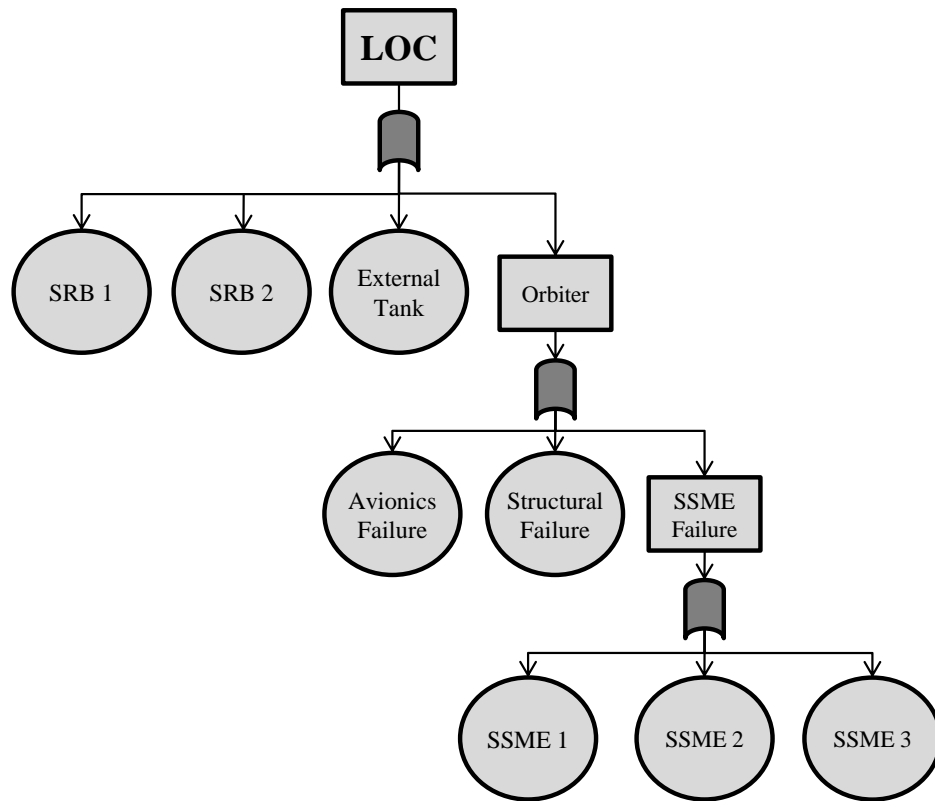 LOC
SRB 1
SRB 2
External
Tank
Orbiter
Avionics
Failure
Structural
Failure
SSME
Failure
SSME 1
SSME 2
SSME 3